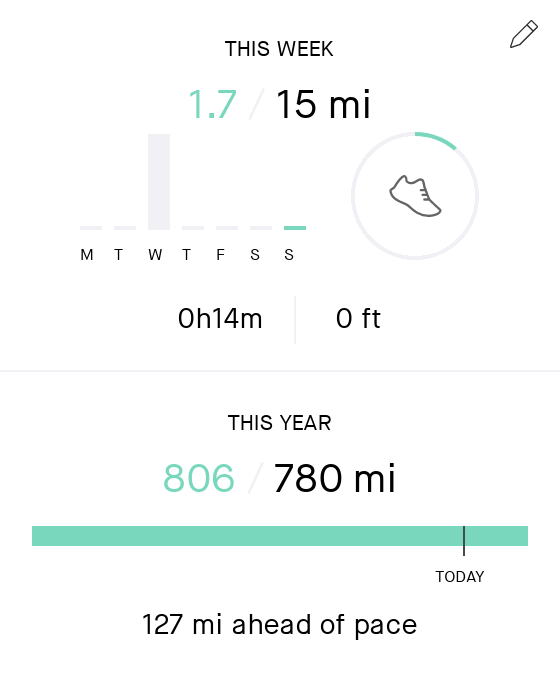 THIS WEEK
1.7 / 15 mi
M T W T F S S
0h14m 0 ft
THIS YEAR
806 / 780 mi
TODAY
127 mi ahead of pace